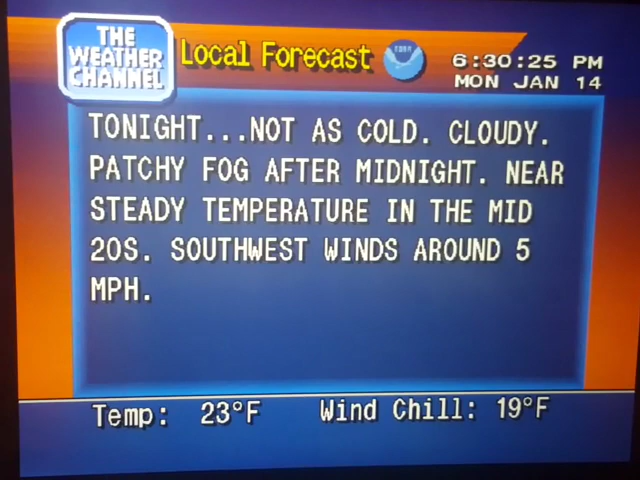 THE
WEATHER
CHANNEL
Local Forecast
6:30:25 PM
MON JAN 14
TONIGHT...NOT AS COLD. CLOUDY.
PATCHY FOG AFTER MIDNIGHT. NEAR
STEADY TEMPERATURE IN THE MID
20S. SOUTHWEST WINDS AROUND 5
MPH.
Temp: 23°F Wind Chill: 19°F